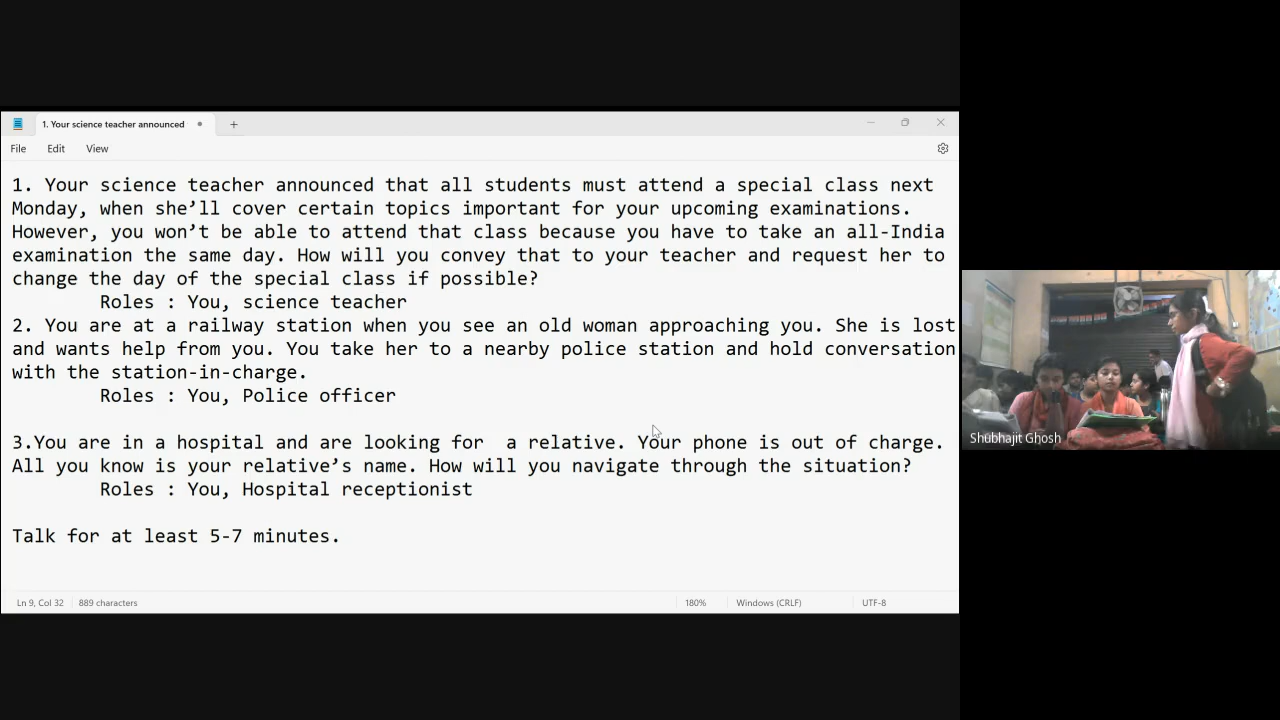 1. Your science teacher announced
File Edit View
1. Your science teacher announced that all students must attend a special class next
Monday, when she’ll cover certain topics important for your upcoming examinations.
However, you won’t be able to attend that class because you have to take an all-India
examination the same day. How will you convey that to your teacher and request her to
change the day of the special class if possible?
Roles : You, science teacher
2. You are at a railway station when you see an old woman approaching you. She is lost
and wants help from you. You take her to a nearby police station and hold conversation
with the station-in-charge.
Roles : You, Police officer
3.You are in a hospital and are looking for  a relative. Your phone is out of charge.
All you know is your relative’s name. How will you navigate through the situation?
Roles : You, Hospital receptionist
Talk for at least 5-7 minutes.
Ln 9, Col 32 889 characters 180% Windows (CRLF) UTF-8
Shubhajit Ghosh